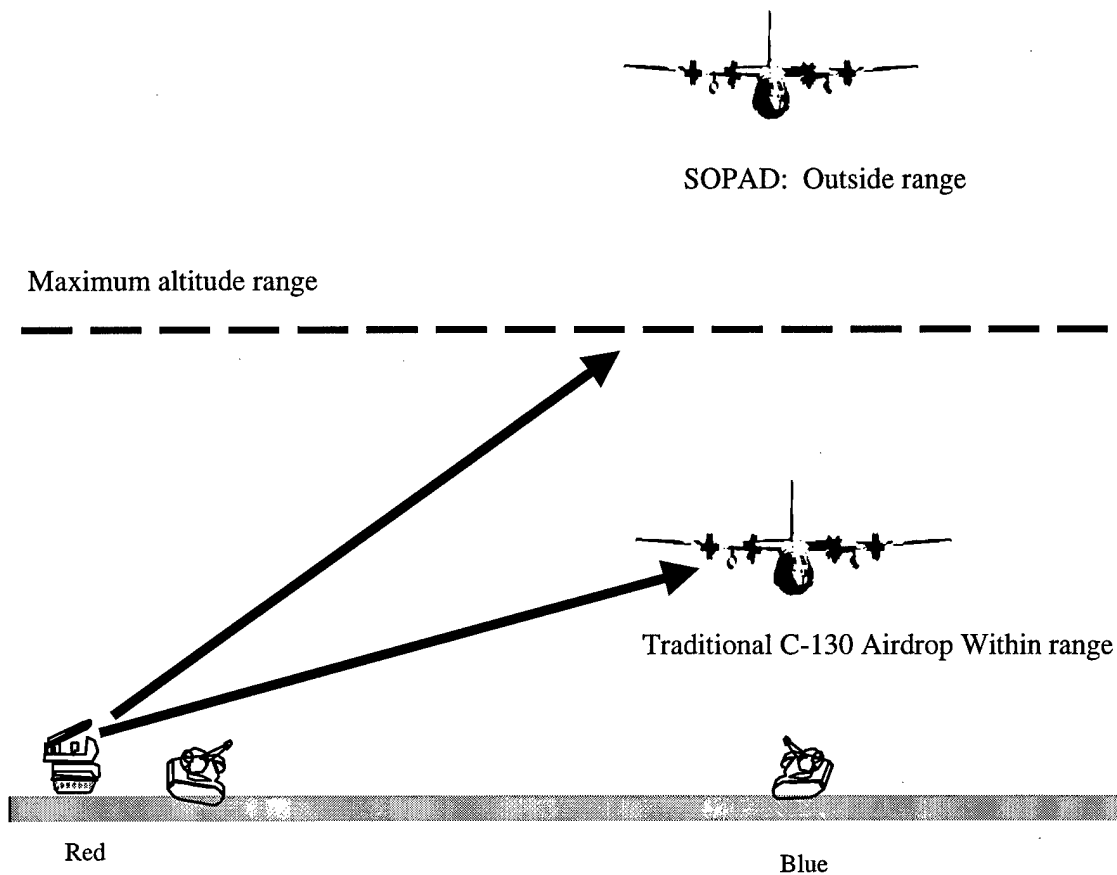 SOPAD: Outside range
Maximum altitude range
Traditional C-130 Airdrop Within range
Red
Blue